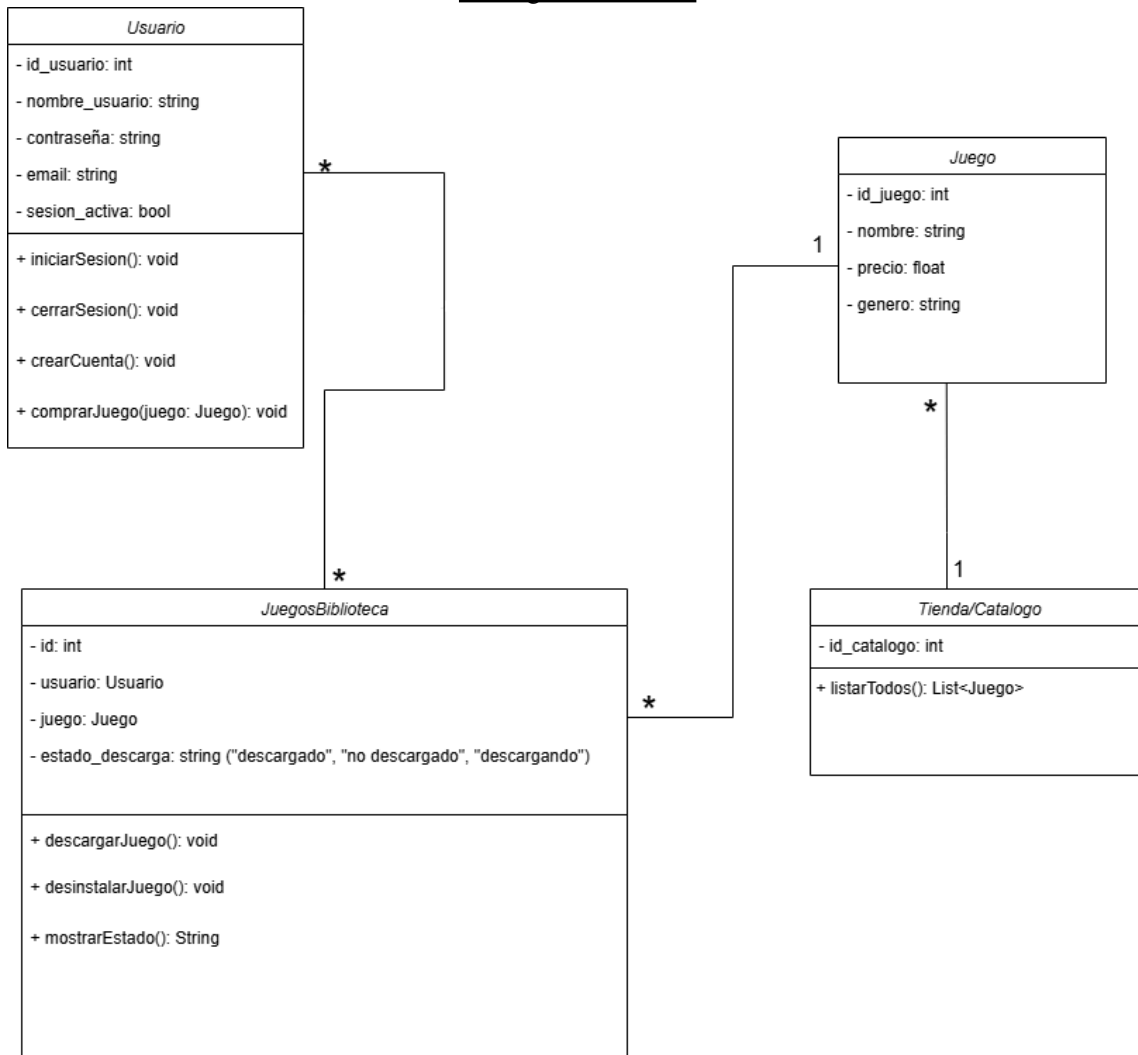 Usuario
- id_usuario: int
- nombre_usuario: string
- contraseña: string
- email: string
- sesion_activa: bool
+ iniciarSesion(): void
+ cerrarSesion(): void
+ crearCuenta(): void
+ comprarJuego(juego: Juego): void
*
Juego
- id_juego: int
- nombre: string
- precio: float
- genero: string
1
*
1
*
JuegosBiblioteca
- id: int
- usuario: Usuario
- juego: Juego
- estado_descarga: string ("descargado", "no descargado", "descargando")
+ descargarJuego(): void
+ desinstalarJuego(): void
+ mostrarEstado(): String
*
Tienda/Catalogo
- id_catalogo: int
+ listarTodos(): List<Juego>